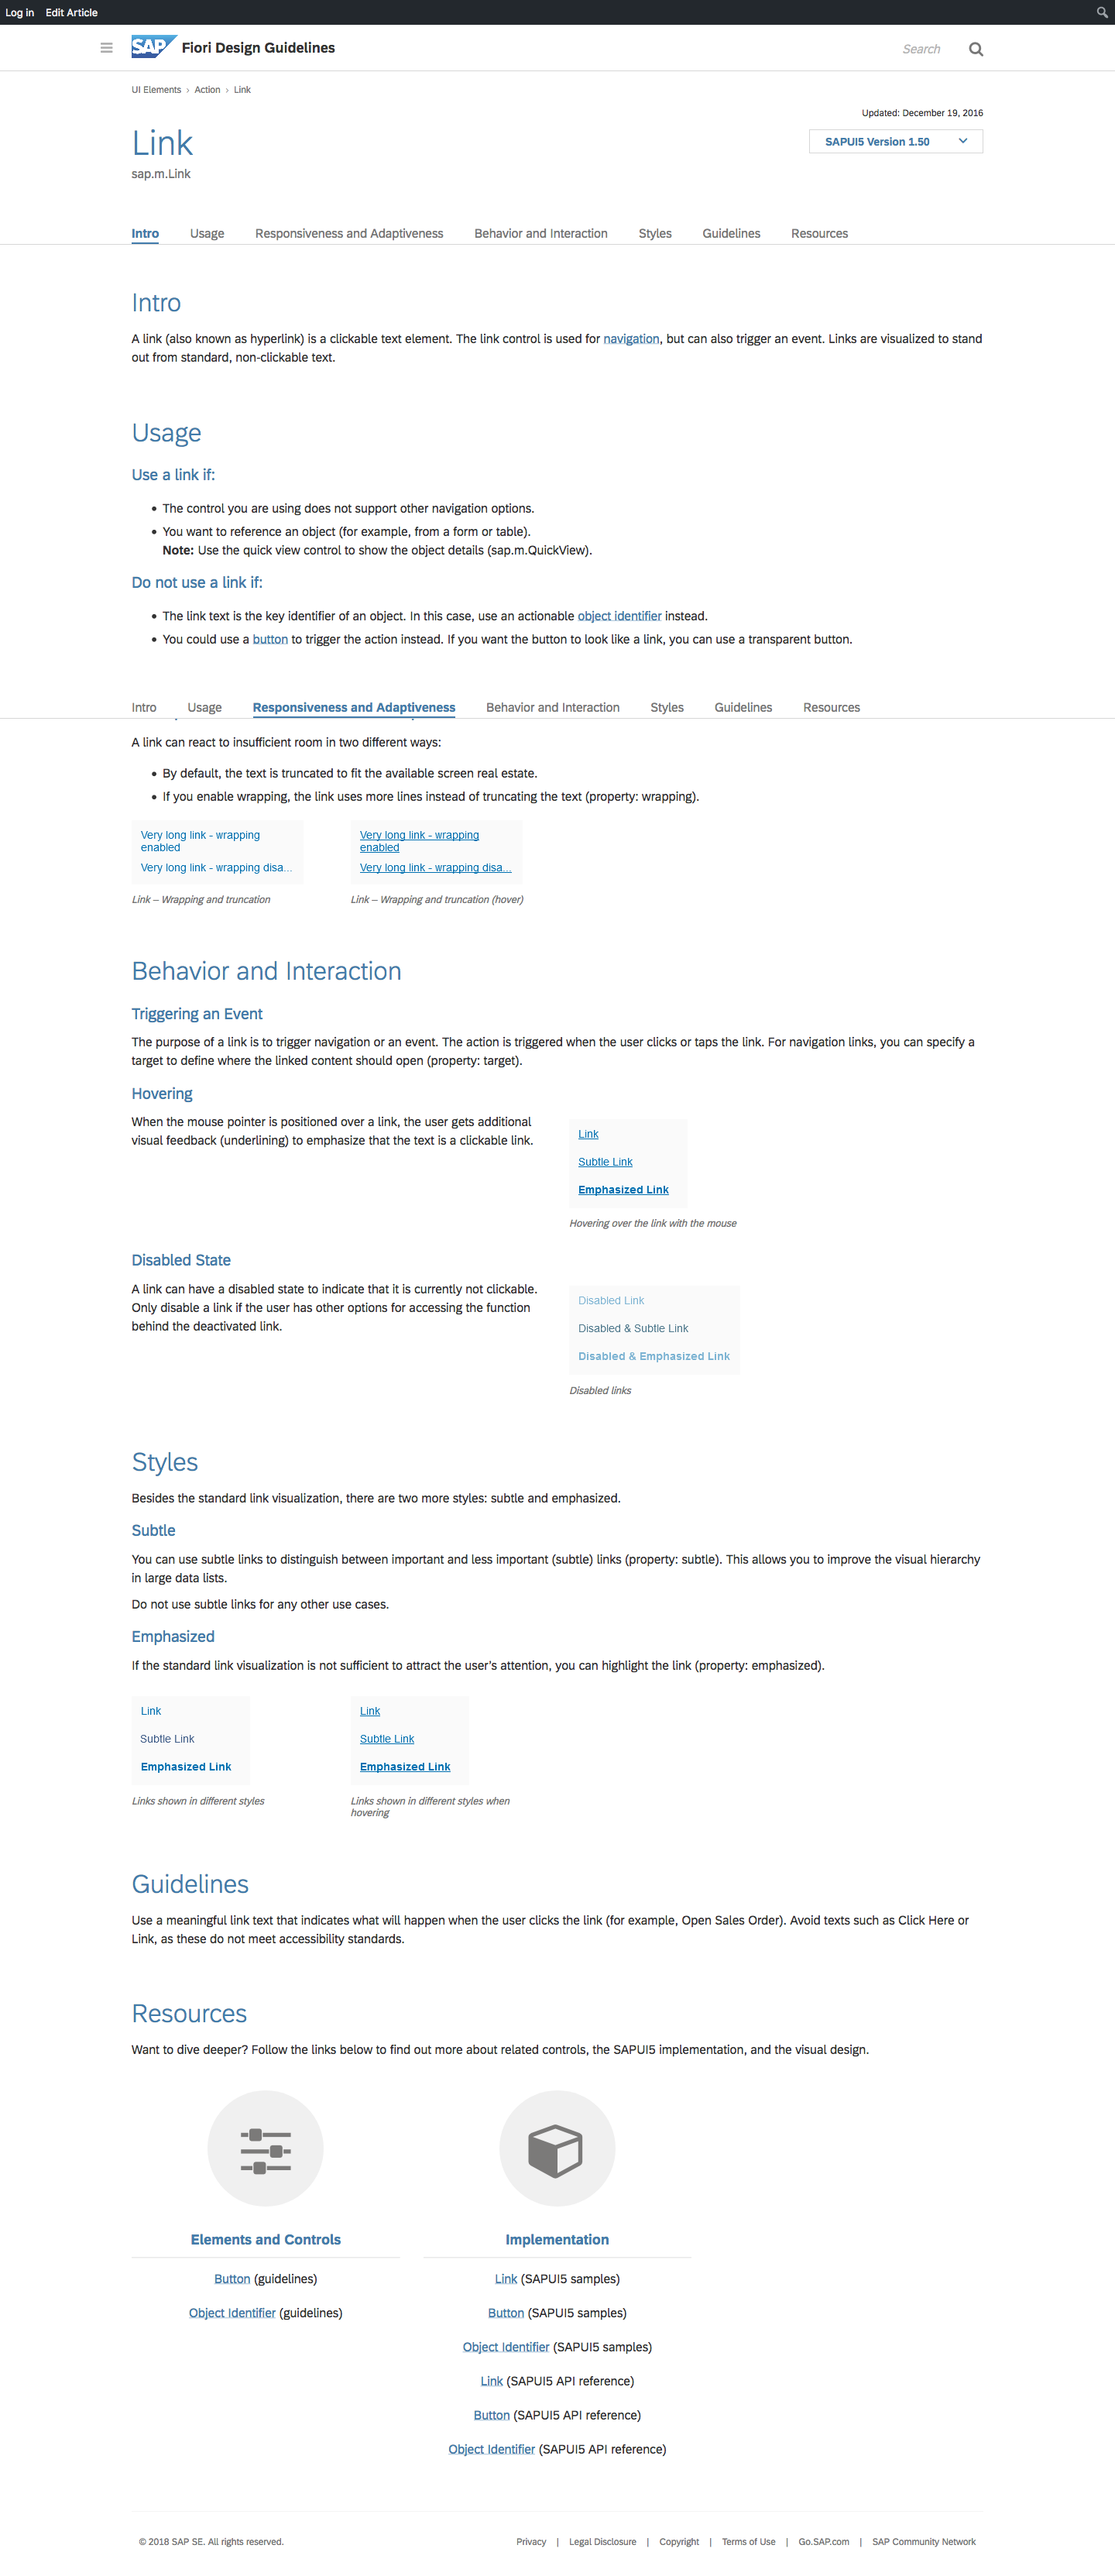 Log in Edit Article
SAP Fiori Design Guidelines Search
UI Elements › Action › Link
Updated: December 19, 2016
Link
SAPUI5 Version 1.50
sap.m.Link
Intro Usage Responsiveness and Adaptiveness Behavior and Interaction Styles Guidelines Resources
Intro
A link (also known as hyperlink) is a clickable text element. The link control is used for navigation, but can also trigger an event. Links are visualized to stand
out from standard, non-clickable text.
Usage
Use a link if:
• The control you are using does not support other navigation options.
• You want to reference an object (for example, from a form or table).
Note: Use the quick view control to show the object details (sap.m.QuickView).
Do not use a link if:
• The link text is the key identifier of an object. In this case, use an actionable object identifier instead.
• You could use a button to trigger the action instead. If you want the button to look like a link, you can use a transparent button.
Intro Usage Responsiveness and Adaptiveness Behavior and Interaction Styles Guidelines Resources
A link can react to insufficient room in two different ways:
• By default, the text is truncated to fit the available screen real estate.
• If you enable wrapping, the link uses more lines instead of truncating the text (property: wrapping).
Very long link - wrapping
enabled
Very long link - wrapping disa...
Link – Wrapping and truncation
Very long link - wrapping
enabled
Very long link - wrapping disa...
Link – Wrapping and truncation (hover)
Behavior and Interaction
Triggering an Event
The purpose of a link is to trigger navigation or an event. The action is triggered when the user clicks or taps the link. For navigation links, you can specify a
target to define where the linked content should open (property: target).
Hovering
When the mouse pointer is positioned over a link, the user gets additional
visual feedback (underlining) to emphasize that the text is a clickable link.
Link
Subtle Link
Emphasized Link
Hovering over the link with the mouse
Disabled State
A link can have a disabled state to indicate that it is currently not clickable.
Only disable a link if the user has other options for accessing the function
behind the deactivated link.
Disabled Link
Disabled & Subtle Link
Disabled & Emphasized Link
Disabled links
Styles
Besides the standard link visualization, there are two more styles: subtle and emphasized.
Subtle
You can use subtle links to distinguish between important and less important (subtle) links (property: subtle). This allows you to improve the visual hierarchy
in large data lists.
Do not use subtle links for any other use cases.
Emphasized
If the standard link visualization is not sufficient to attract the user's attention, you can highlight the link (property: emphasized).
Link
Subtle Link
Emphasized Link
Links shown in different styles
Link
Subtle Link
Emphasized Link
Links shown in different styles when
hovering
Guidelines
Use a meaningful link text that indicates what will happen when the user clicks the link (for example, Open Sales Order). Avoid texts such as Click Here or
Link, as these do not meet accessibility standards.
Resources
Want to dive deeper? Follow the links below to find out more about related controls, the SAPUI5 implementation, and the visual design.
Elements and Controls
Button (guidelines)
Object Identifier (guidelines)
Implementation
Link (SAPUI5 samples)
Button (SAPUI5 samples)
Object Identifier (SAPUI5 samples)
Link (SAPUI5 API reference)
Button (SAPUI5 API reference)
Object Identifier (SAPUI5 API reference)
© 2018 SAP SE. All rights reserved. Privacy | Legal Disclosure | Copyright | Terms of Use | Go.SAP.com | SAP Community Network